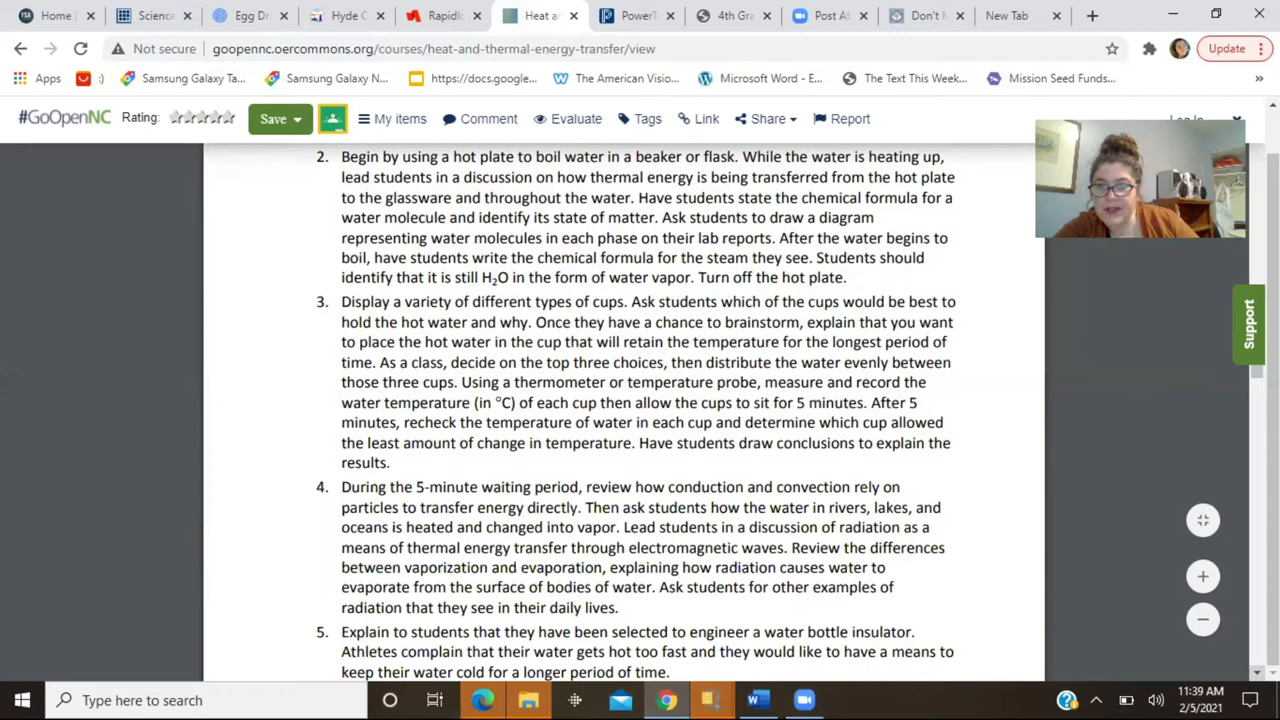 Home |
Science
Egg Dr
Hyde C
Rapidl
Heat a
PowerT
4th Gra
Post At
Don't M
New Tab
Not secure
goopennc.oercommons.org/courses/heat-and-thermal-energy-transfer/view
Update
Apps
:)
Samsung Galaxy Ta...
Samsung Galaxy N...
https://docs.google...
The American Visio...
Microsoft Word - E...
The Text This Week...
Mission Seed Funds...
»
#GoOpenNC
Rating:
Save
My items
Comment
Evaluate
Tags
Link
Share
Report
2. Begin by using a hot plate to boil water in a beaker or flask. While the water is heating up,
lead students in a discussion on how thermal energy is being transferred from the hot plate
to the glassware and throughout the water. Have students state the chemical formula for a
water molecule and identify its state of matter. Ask students to draw a diagram
representing water molecules in each phase on their lab reports. After the water begins to
boil, have students write the chemical formula for the steam they see. Students should
identify that it is still H₂O in the form of water vapor. Turn off the hot plate.
3. Display a variety of different types of cups. Ask students which of the cups would be best to
hold the hot water and why. Once they have a chance to brainstorm, explain that you want
to place the hot water in the cup that will retain the temperature for the longest period of
time. As a class, decide on the top three choices, then distribute the water evenly between
those three cups. Using a thermometer or temperature probe, measure and record the
water temperature (in °C) of each cup then allow the cups to sit for 5 minutes. After 5
minutes, recheck the temperature of water in each cup and determine which cup allowed
the least amount of change in temperature. Have students draw conclusions to explain the
results.
4. During the 5-minute waiting period, review how conduction and convection rely on
particles to transfer energy directly. Then ask students how the water in rivers, lakes, and
oceans is heated and changed into vapor. Lead students in a discussion of radiation as a
means of thermal energy transfer through electromagnetic waves. Review the differences
between vaporization and evaporation, explaining how radiation causes water to
evaporate from the surface of bodies of water. Ask students for other examples of
radiation that they see in their daily lives.
5. Explain to students that they have been selected to engineer a water bottle insulator.
Athletes complain that their water gets hot too fast and they would like to have a means to
keep their water cold for a longer period of time.
Support
Type here to search
11:39 AM
2/5/2021